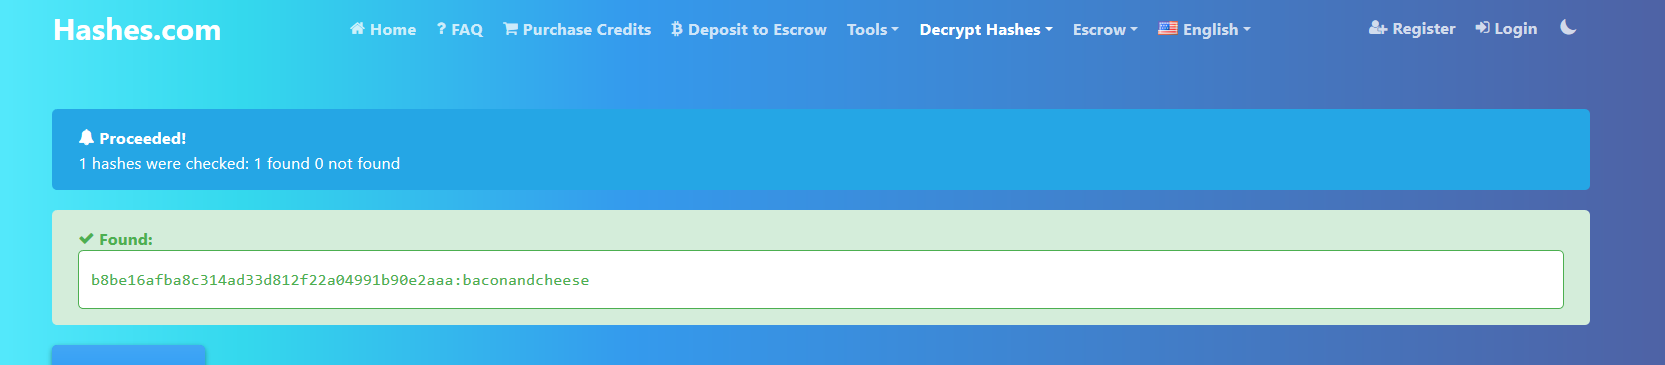 Hashes.com Home ? FAQ Purchase Credits Deposit to Escrow Tools Decrypt Hashes Escrow English Register Login
Proceeded!
1 hashes were checked: 1 found 0 not found
Found:
b8be16afba8c314ad33d812f22a04991b90e2aaa:baconandcheese